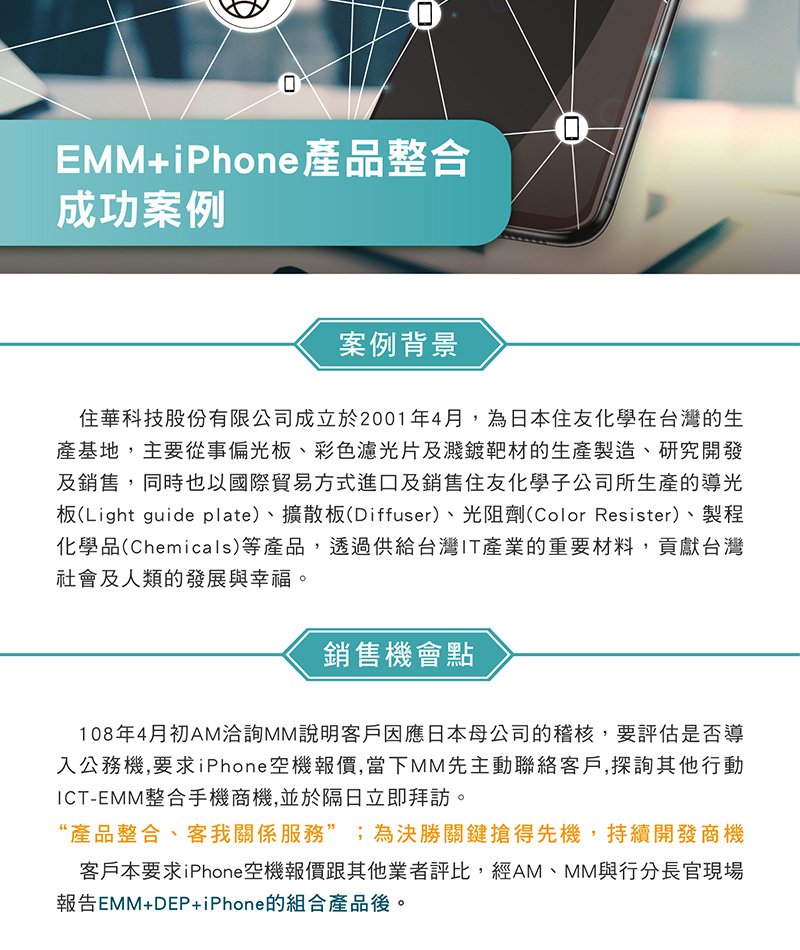 EMM+iPhone產品整合
成功案例
案例背景
住華科技股份有限公司成立於2001年4月，為日本住友化學在台灣的生
產基地，主要從事偏光板、彩色濾光片及濺鍍靶材的生產製造、研究開發
及銷售，同時也以國際貿易方式進口及銷售住友化學子公司所生產的導光
板(Light guide plate)、擴散板(Diffuser)、光阻劑(Color Resister)、製程
化學品(Chemicals)等產品，透過供給台灣IT產業的重要材料，貢獻台灣
社會及人類的發展與幸福。
銷售機會點
108年4月初AM洽詢MM說明客戶因應日本母公司的稽核，要評估是否導
入公務機,要求iPhone空機報價,當下MM先主動聯絡客戶,探詢其他行動
ICT-EMM整合手機商機,並於隔日立即拜訪。
“產品整合、客我關係服務”；為決勝關鍵搶得先機，持續開發商機
客戶本要求iPhone空機報價跟其他業者評比，經AM、MM與行分長官現場
報告EMM+DEP+iPhone的組合產品後。